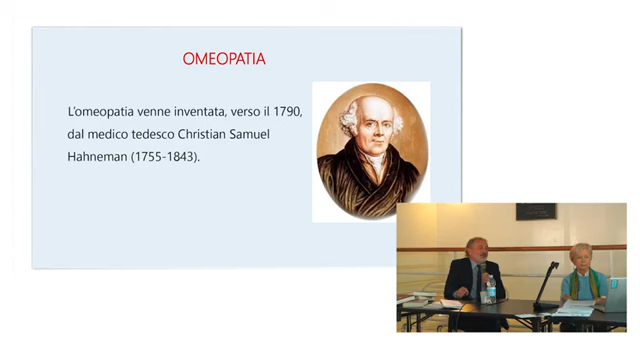 OMEOPATIA
L'omeopatia venne inventata, verso il 1790,
dal medico tedesco Christian Samuel
Hahneman (1755-1843).